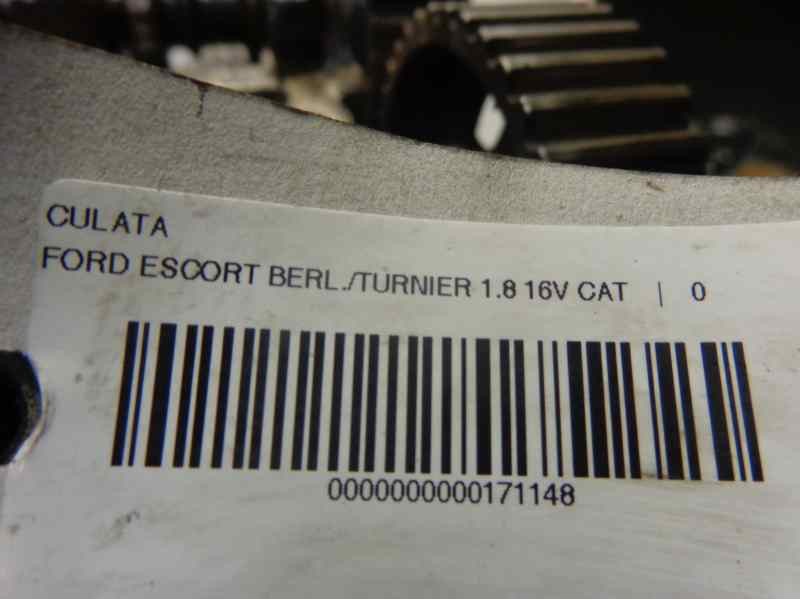 CULATA
FORD ESCORT BERL./TURNIER 1.8 16V CAT | 0
0000000000171148